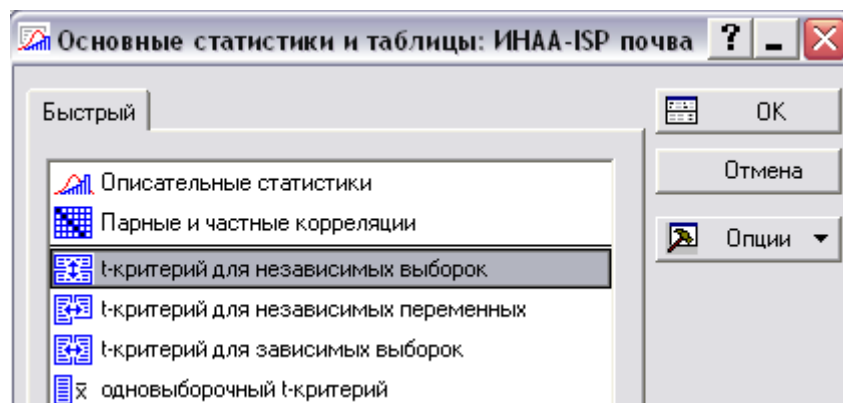 Основные статистики и таблицы: ИНАА-ISP почва ?
Быстрый
OK
Отмена
Опции
Описательные статистики
Парные и частные корреляции
t-критерий для независимых выборок
t-критерий для независимых переменных
t-критерий для зависимых выборок
одновыборочный t-критерий